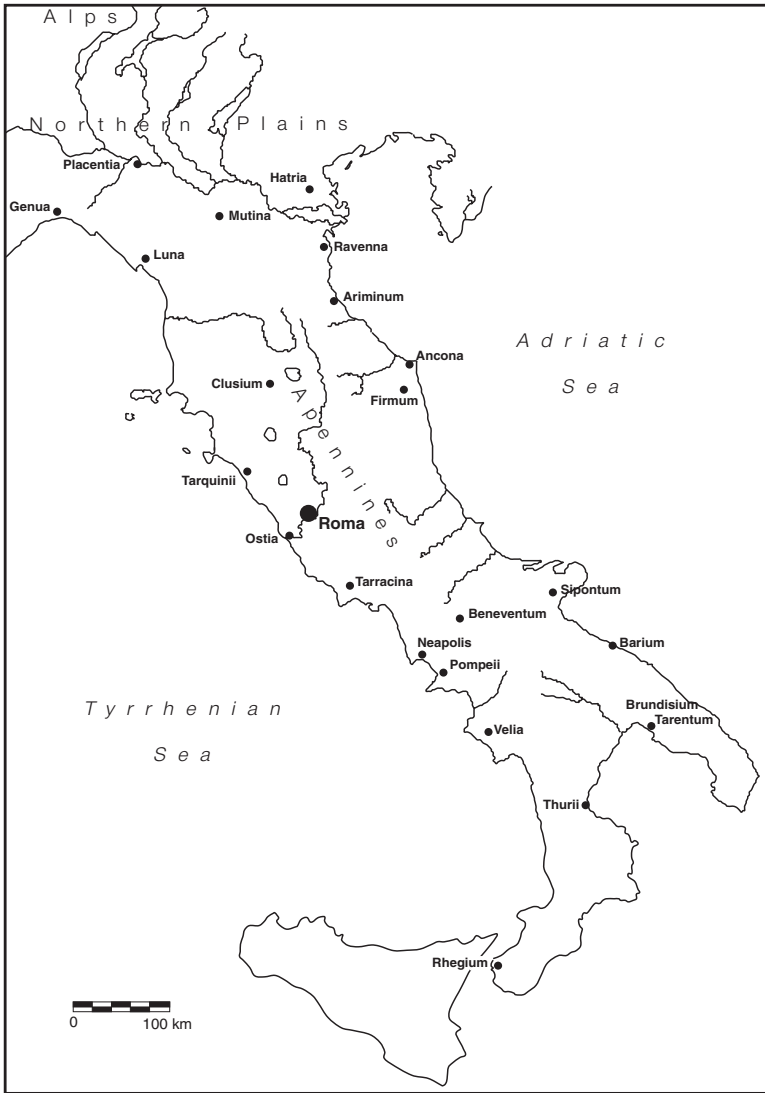 Alps
Northern Plains
Placentia
Hatria
Genua
Mutina
Luna
Ravenna
Ariminum
Adriatic
Sea
Ancona
Clusium
Firmum
Apennines
Tarquinii
Roma
Ostia
Tarracina
Sipontum
Beneventum
Neapolis
Barium
Pompeii
Tyrrhenian
Sea
Brundisium
Tarentum
Velia
Thurii
Rhegium
0 100 km